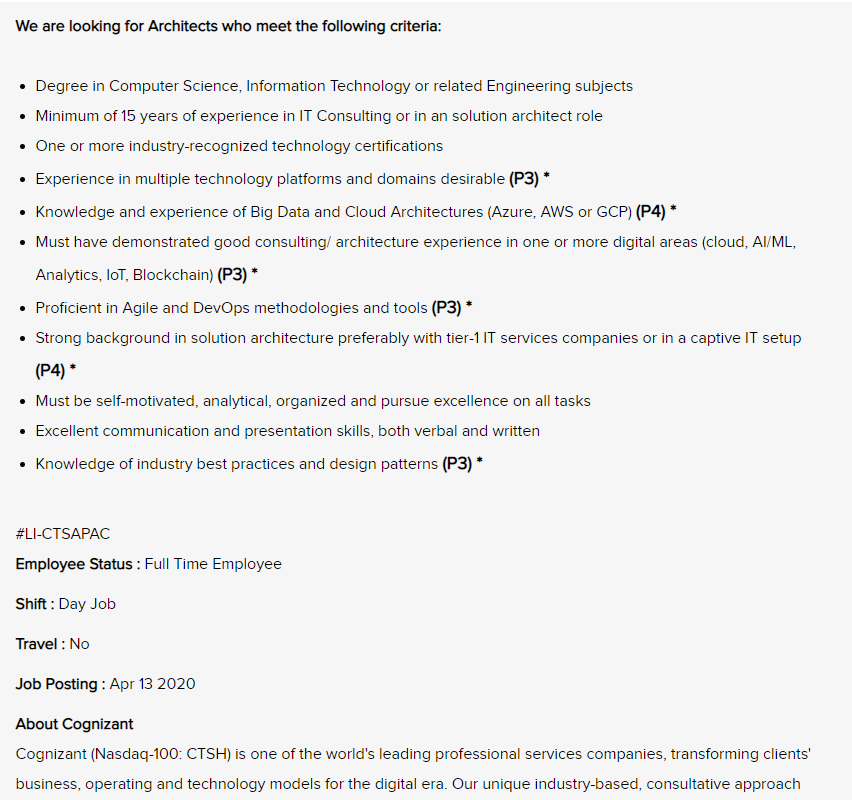 We are looking for Architects who meet the following criteria:
• Degree in Computer Science, Information Technology or related Engineering subjects
• Minimum of 15 years of experience in IT Consulting or in an solution architect role
• One or more industry-recognized technology certifications
• Experience in multiple technology platforms and domains desirable (P3) *
• Knowledge and experience of Big Data and Cloud Architectures (Azure, AWS or GCP) (P4) *
• Must have demonstrated good consulting/ architecture experience in one or more digital areas (cloud, AI/ML,
Analytics, IoT, Blockchain) (P3) *
• Proficient in Agile and DevOps methodologies and tools (P3) *
• Strong background in solution architecture preferably with tier-1 IT services companies or in a captive IT setup
(P4) *
• Must be self-motivated, analytical, organized and pursue excellence on all tasks
• Excellent communication and presentation skills, both verbal and written
• Knowledge of industry best practices and design patterns (P3) *
#LI-CTSAPAC
Employee Status : Full Time Employee
Shift : Day Job
Travel : No
Job Posting : Apr 13 2020
About Cognizant
Cognizant (Nasdaq-100: CTSH) is one of the world's leading professional services companies, transforming clients'
business, operating and technology models for the digital era. Our unique industry-based, consultative approach